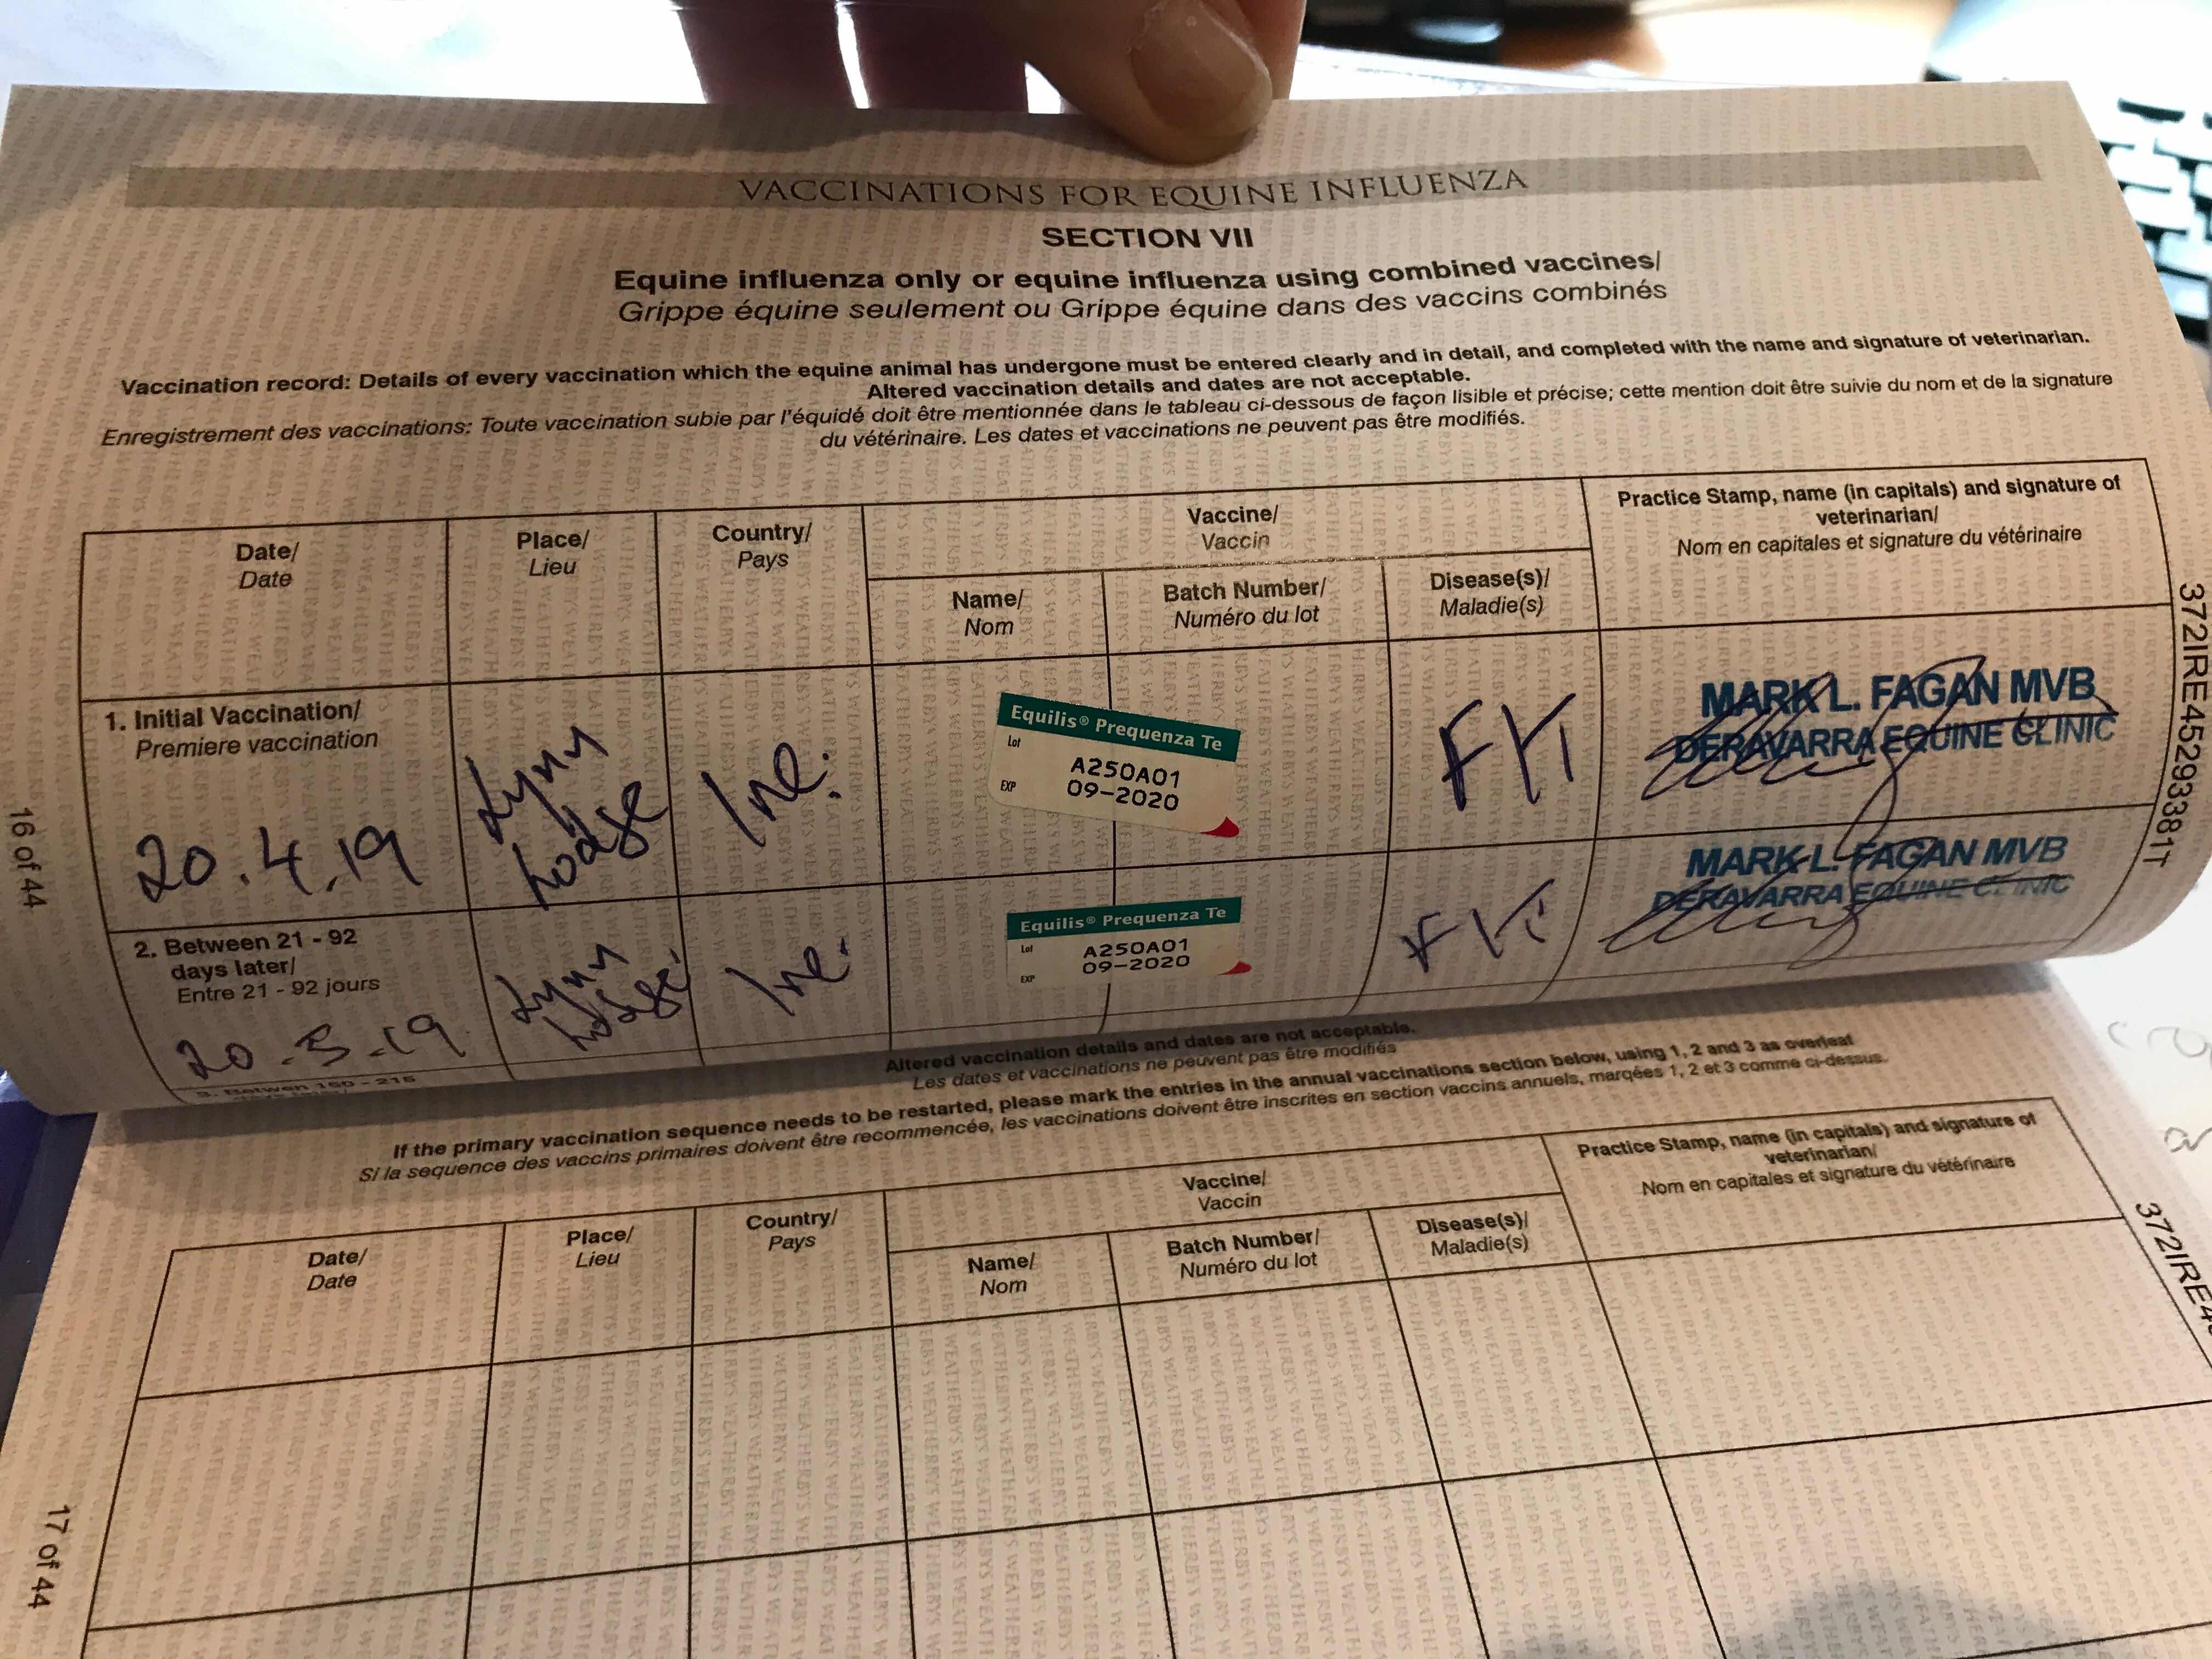 VACCINATIONS FOR EQUINE INFLUENZA
SECTION VII
Equine influenza only or equine influenza using combined vaccines/
Grippe équine seulement ou Grippe équine dans des vaccins combinés
Vaccination record: Details of every vaccination which the equine animal has undergone must be entered clearly and in detail, and completed with the name and signature of veterinarian.
Altered vaccination details and dates are not acceptable.
Enregistrement des vaccinations: Toute vaccination subie par l'équidé doit être mentionnée dans le tableau ci-dessous de façon lisible et précise; cette mention doit être suivie du nom et de la signature
du vétérinaire. Les dates et vaccinations ne peuvent pas être modifiés.
Date/
Date
Place/
Lieu
Country/
Pays
Vaccine/
Vaccin
Name/
Nom
Batch Number/
Numéro du lot
Disease(s)/
Maladie(s)
Practice Stamp, name (in capitals) and signature of
veterinarian/
Nom en capitales et signature du vétérinaire
1. Initial Vaccination/
Premiere vaccination
20.4.19
Lynn
Lodge
Ire.
Equilis® Prequenza Te
Lot
A250A01
EXP
09-2020
MARK L. FAGAN MVB
DERAVARRA EQUINE CLINIC
2. Between 21 - 92
days later/
Entre 21 - 92 jours
20.5.19
Lynn
Lodge.
Ire.
Equilis® Prequenza Te
Lot
A250A01
09-2020
EXP
MARK L. FAGAN MVB
DERAVARRA EQUINE CLINIC
3. Betwen 150 - 215
16 of 44
372IRE45293381T
Altered vaccination details and dates are not acceptable.
Les dates et vaccinations ne peuvent pas être modifiés
If the primary vaccination sequence needs to be restarted, please mark the entries in the annual vaccinations section below, using 1, 2 and 3 as overleaf
Si la sequence des vaccins primaires doivent être recommencée, les vaccinations doivent être inscrites en section vaccins annuels, marqées 1, 2 et 3 comme ci-dessus.
Date/
Date
Place/
Lieu
Country/
Pays
Vaccine/
Vaccin
Name/
Nom
Batch Number/
Numéro du lot
Disease(s)/
Maladie(s)
Practice Stamp, name (in capitals) and signature of
veterinarian/
Nom en capitales et signature du vétérinaire
17 of 44